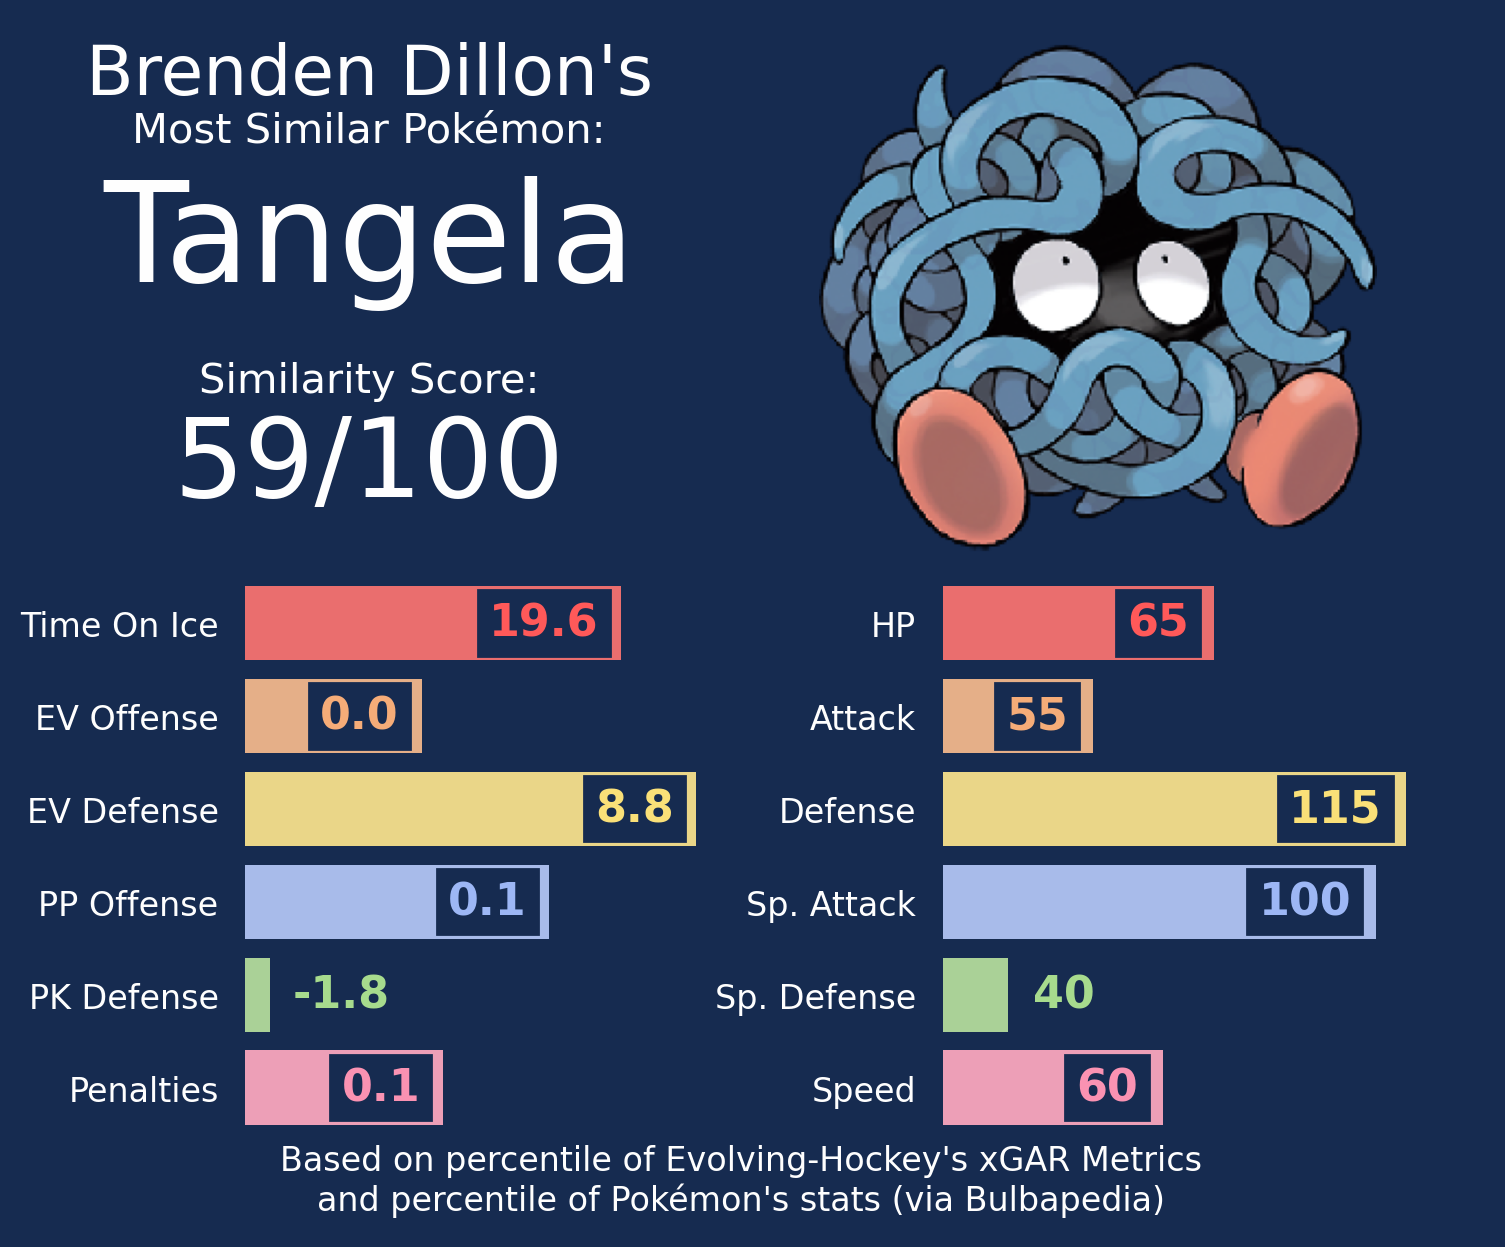 Brenden Dillon's
Most Similar Pokémon:
Tangela
Similarity Score:
59/100
Time On Ice 19.6
EV Offense 0.0
EV Defense 8.8
PP Offense 0.1
PK Defense -1.8
Penalties 0.1
HP 65
Attack 55
Defense 115
Sp. Attack 100
Sp. Defense 40
Speed 60
Based on percentile of Evolving-Hockey's xGAR Metrics
and percentile of Pokémon's stats (via Bulbapedia)